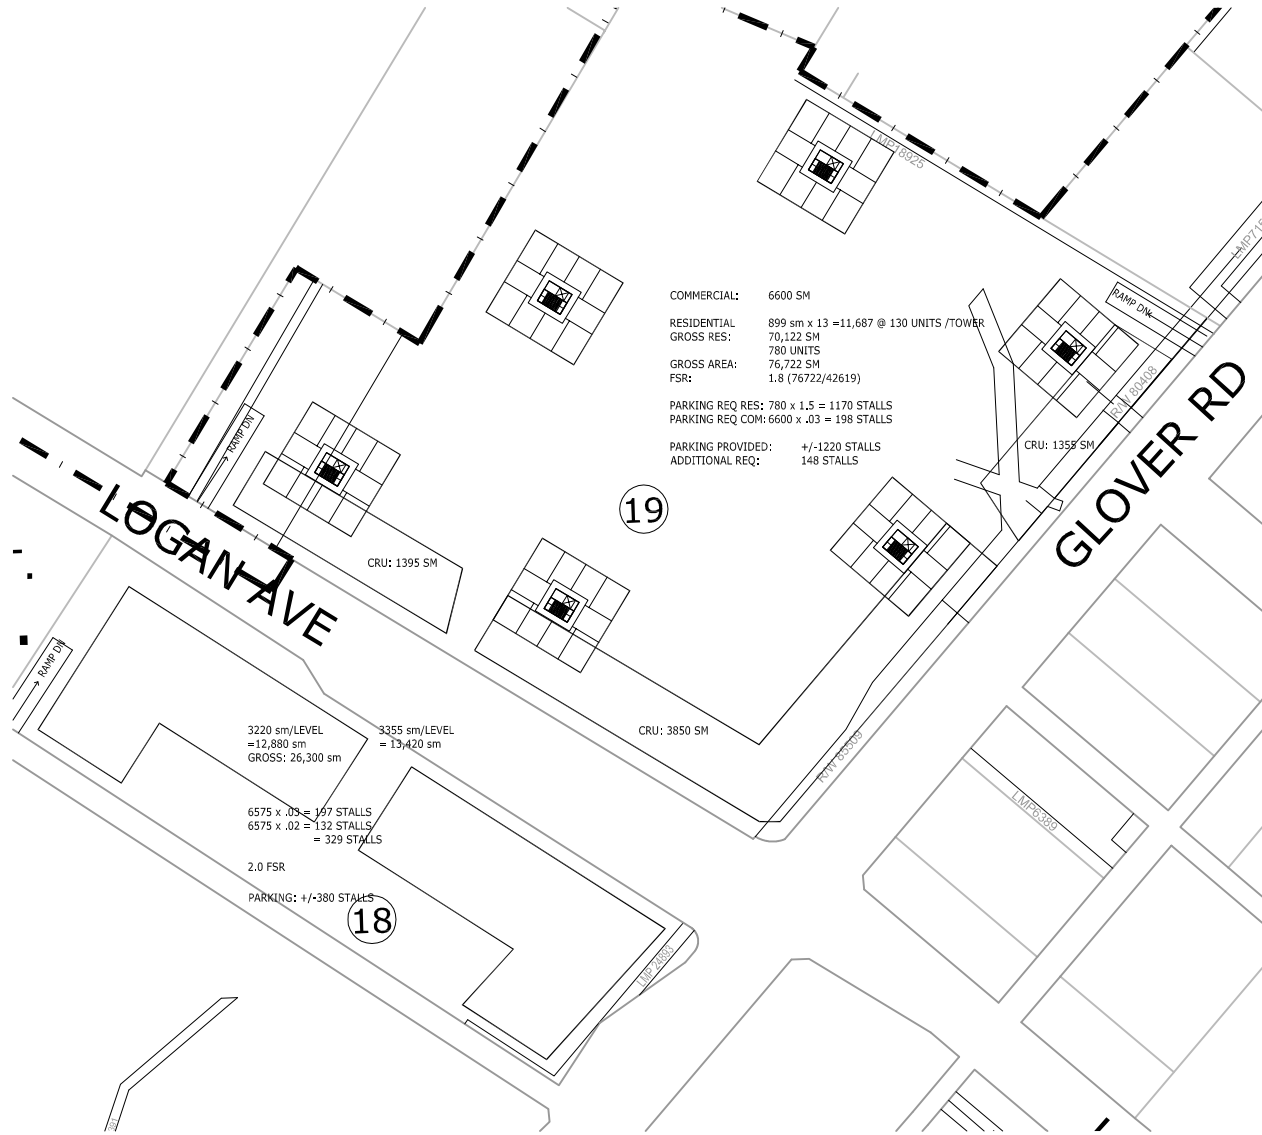 LMP18925
LMP715
COMMERCIAL: 6600 SM
RESIDENTIAL 899 sm x 13 =11,687 @ 130 UNITS /TOWER
GROSS RES: 70,122 SM
780 UNITS
GROSS AREA: 76,722 SM
FSR: 1.8 (76722/42619)
PARKING REQ RES: 780 x 1.5 = 1170 STALLS
PARKING REQ COM: 6600 x .03 = 198 STALLS
PARKING PROVIDED: +/-1220 STALLS
ADDITIONAL REQ: 148 STALLS
RAMP DN
R/W 80408
GLOVER RD
CRU: 1355 SM
RAMP DN
19
LOGAN AVE
CRU: 1395 SM
RAMP DN
CRU: 3850 SM
R/W 85509
LMP6389
3220 sm/LEVEL
=12,880 sm
GROSS: 26,300 sm
3355 sm/LEVEL
= 13,420 sm
6575 x .03 = 197 STALLS
6575 x .02 = 132 STALLS
= 329 STALLS
2.0 FSR
PARKING: +/-380 STALLS
18
LMP 24893